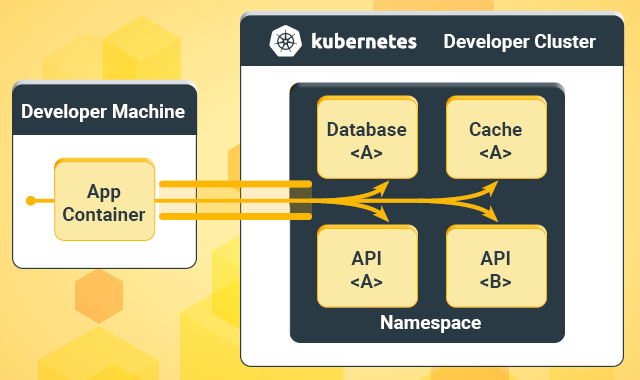 kubernetes Developer Cluster
Developer Machine
Database
<A>
Cache
<A>
App
Container
API
<A>
API
<B>
Namespace